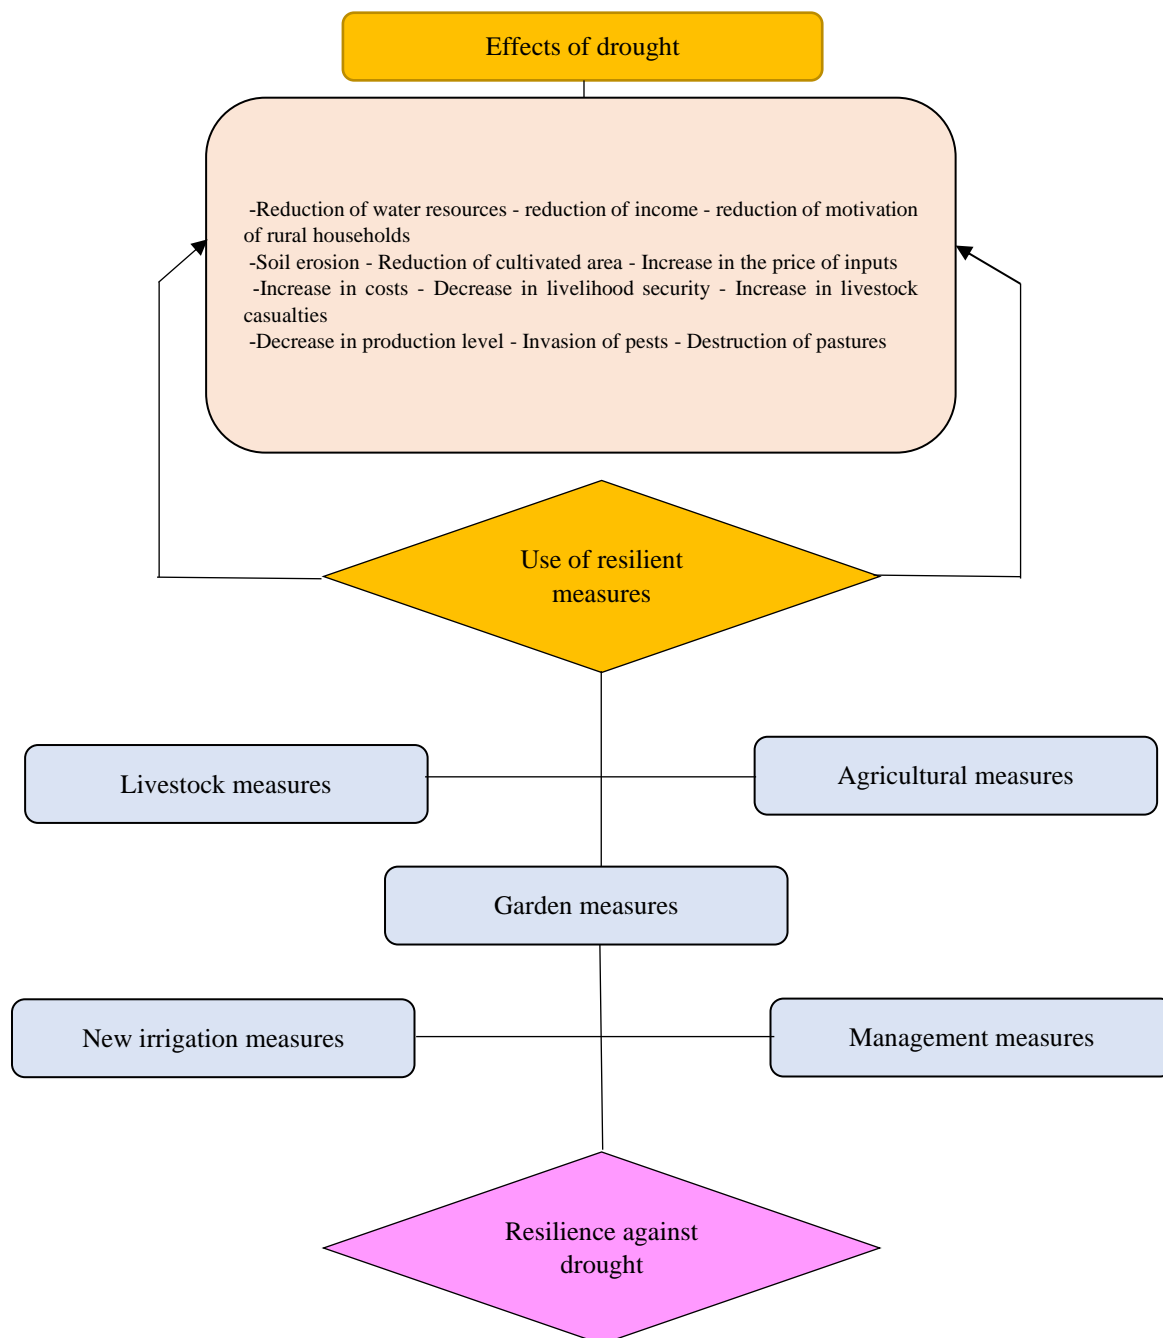 Effects of drought
-Reduction of water resources - reduction of income - reduction of motivation
of rural households
-Soil erosion - Reduction of cultivated area - Increase in the price of inputs
-Increase in costs - Decrease in livelihood security - Increase in livestock
casualties
-Decrease in production level - Invasion of pests - Destruction of pastures
Use of resilient
measures
Livestock measures
Agricultural measures
Garden measures
New irrigation measures
Management measures
Resilience against
drought